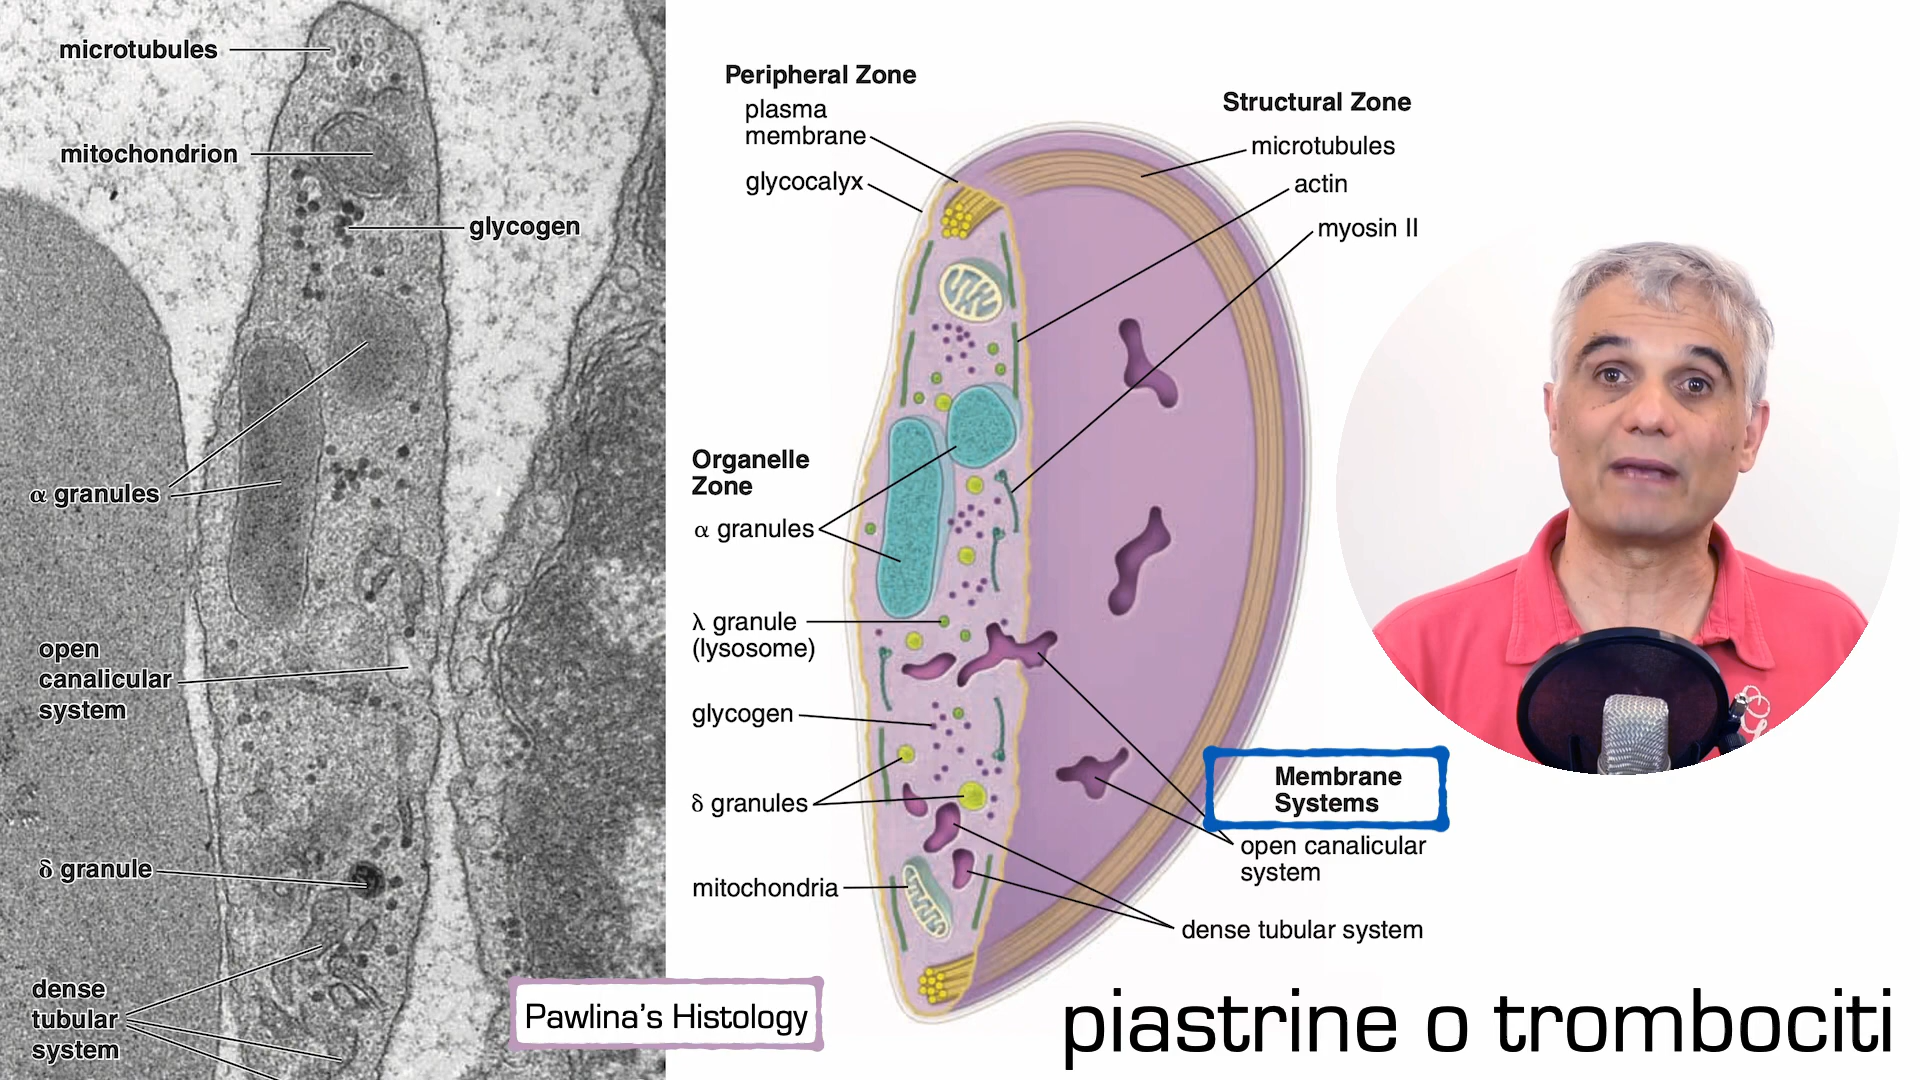 microtubules
mitochondrion
glycogen
α granules
open
canalicular
system
δ granule
dense
tubular
system
Peripheral Zone
plasma
membrane
glycocalyx
Structural Zone
microtubules
actin
myosin II
Organelle
Zone
α granules
λ granule
(lysosome)
glycogen
δ granules
mitochondria
Membrane
Systems
open canalicular
system
dense tubular system
Pawlina's Histology
piastrine o trombociti